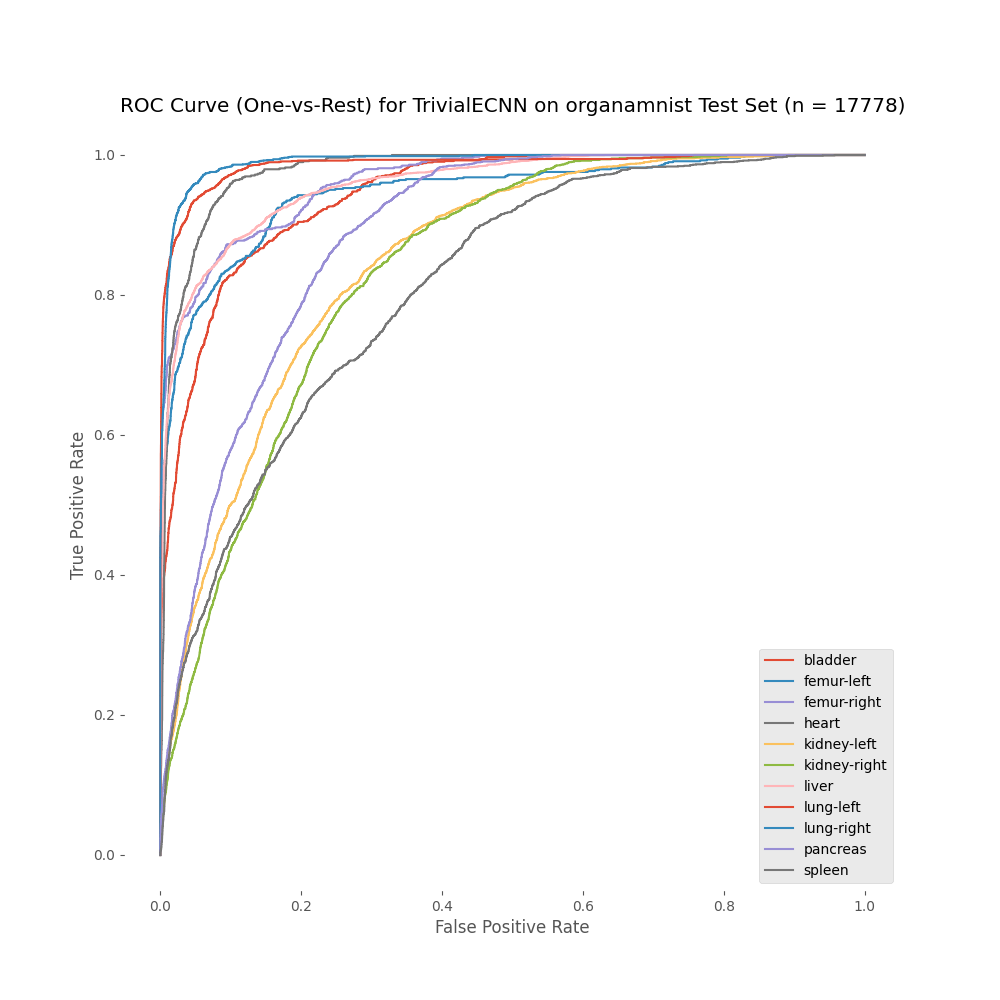 ROC Curve (One-vs-Rest) for TrivialECNN on organamnist Test Set (n = 17778)
1.0
0.8
0.6
0.4
0.2
0.0
True Positive Rate
0.0 0.2 0.4 0.6 0.8 1.0
False Positive Rate
bladder
femur-left
femur-right
heart
kidney-left
kidney-right
liver
lung-left
lung-right
pancreas
spleen